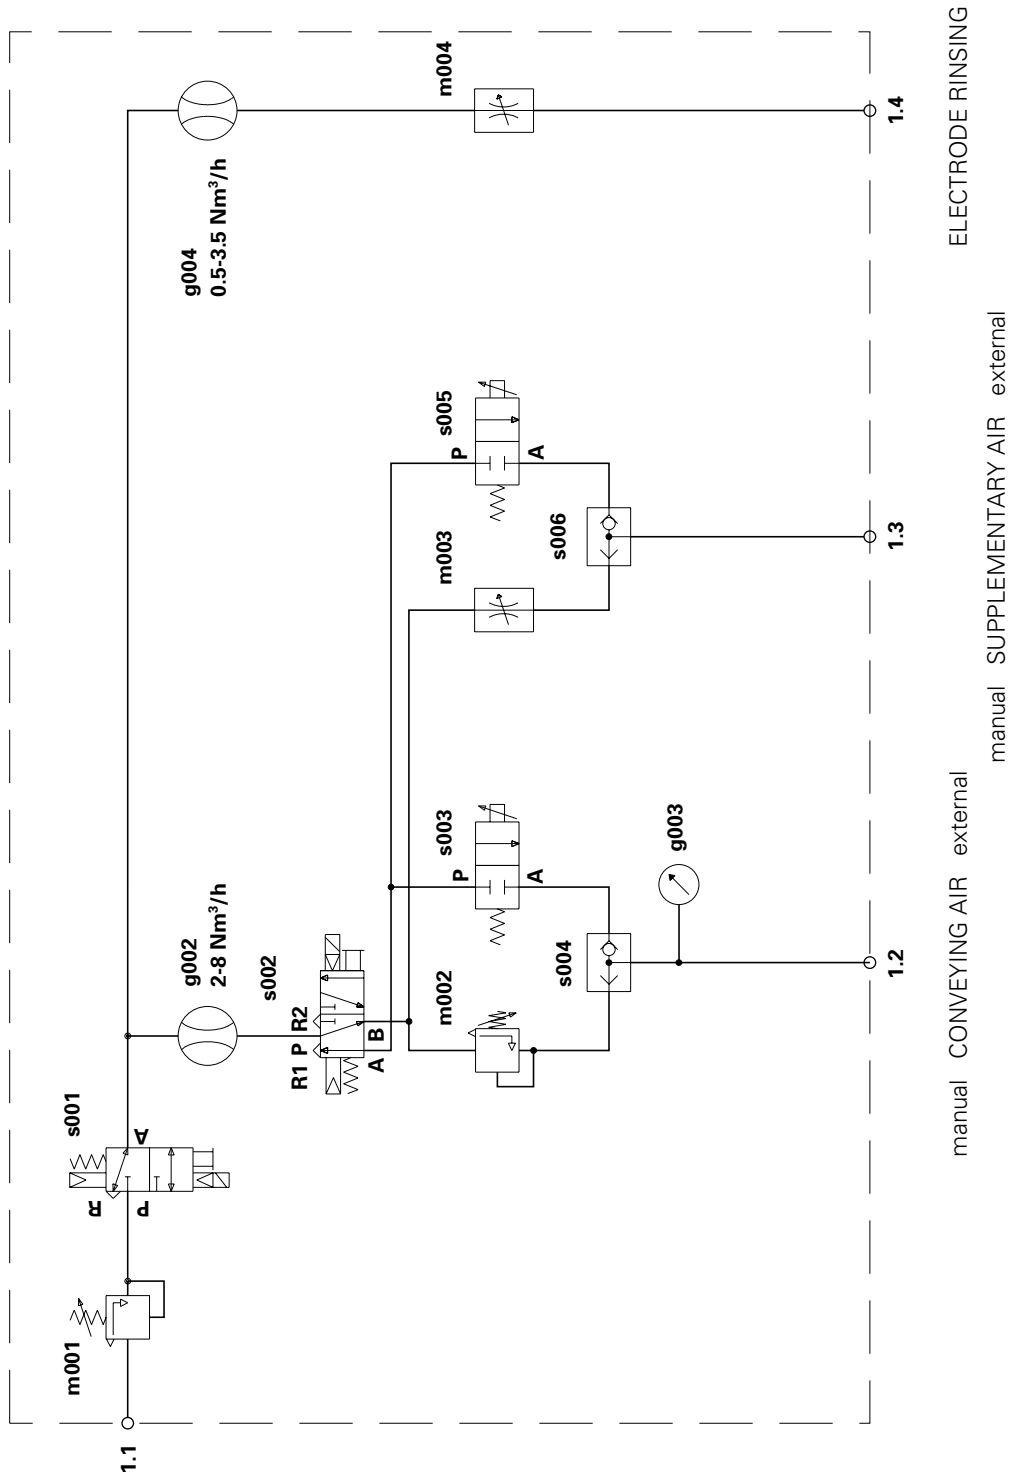 1.1
m001
R
P
s001
A
g002
2-8 Nm³/h
s002
R1 P R2
A
B
m002
s003
P
A
s004
g003
1.2
m003
s005
P
A
s006
1.3
g004
0.5-3.5 Nm³/h
m004
1.4
manual CONVEYING AIR external
manual SUPPLEMENTARY AIR external
ELECTRODE RINSING